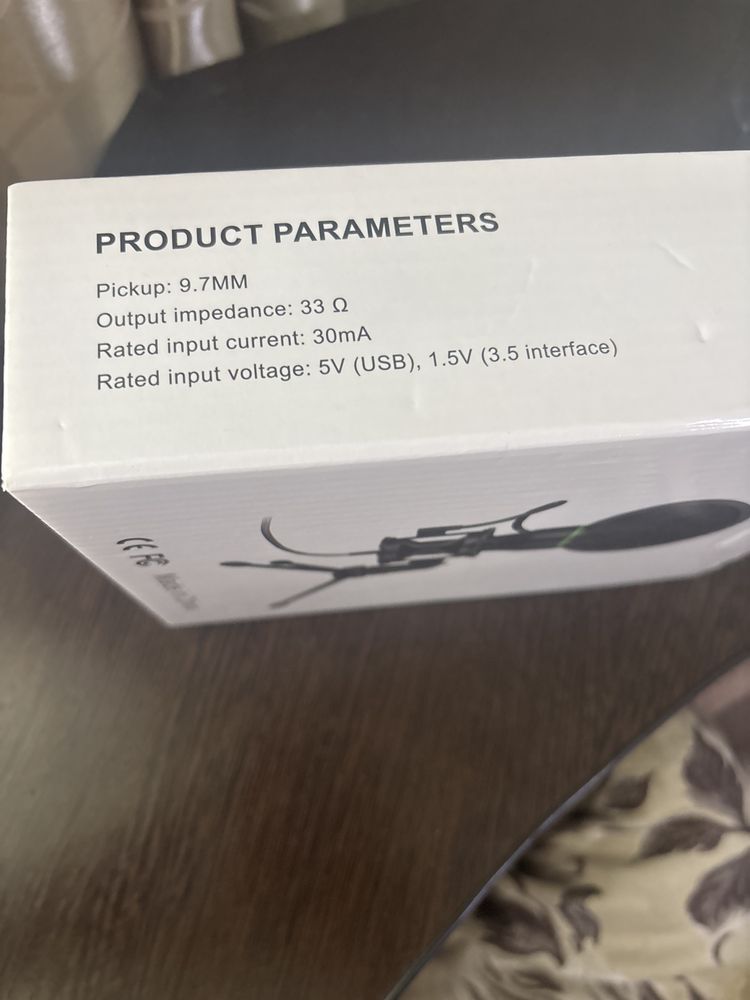 PRODUCT PARAMETERS
Pickup: 9.7MM
Output impedance: 33 Ω
Rated input current: 30mA
Rated input voltage: 5V (USB), 1.5V (3.5 interface)
CE FC